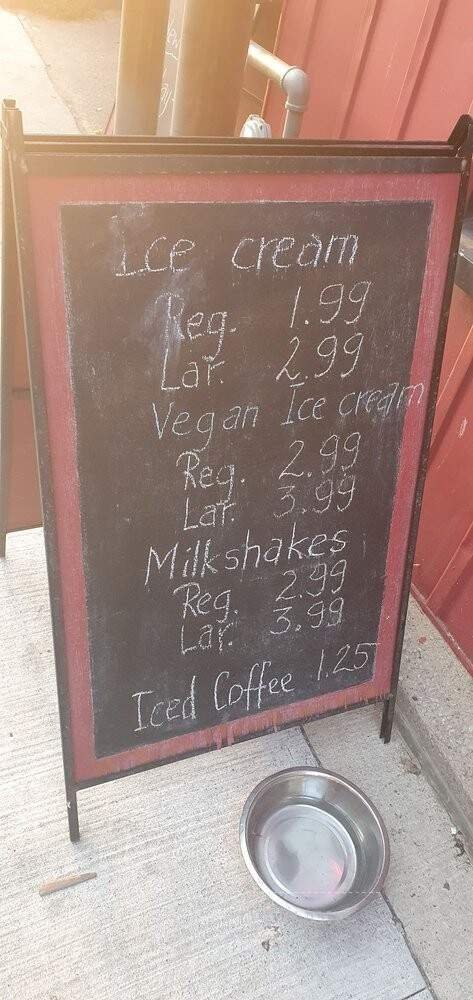 Ice cream
Reg. 1.99
Lar. 2.99
Vegan Ice cream
Reg. 2.99
Lar. 3.99
Milkshakes
Reg. 2.99
Lar. 3.99
Iced Coffee 1.25